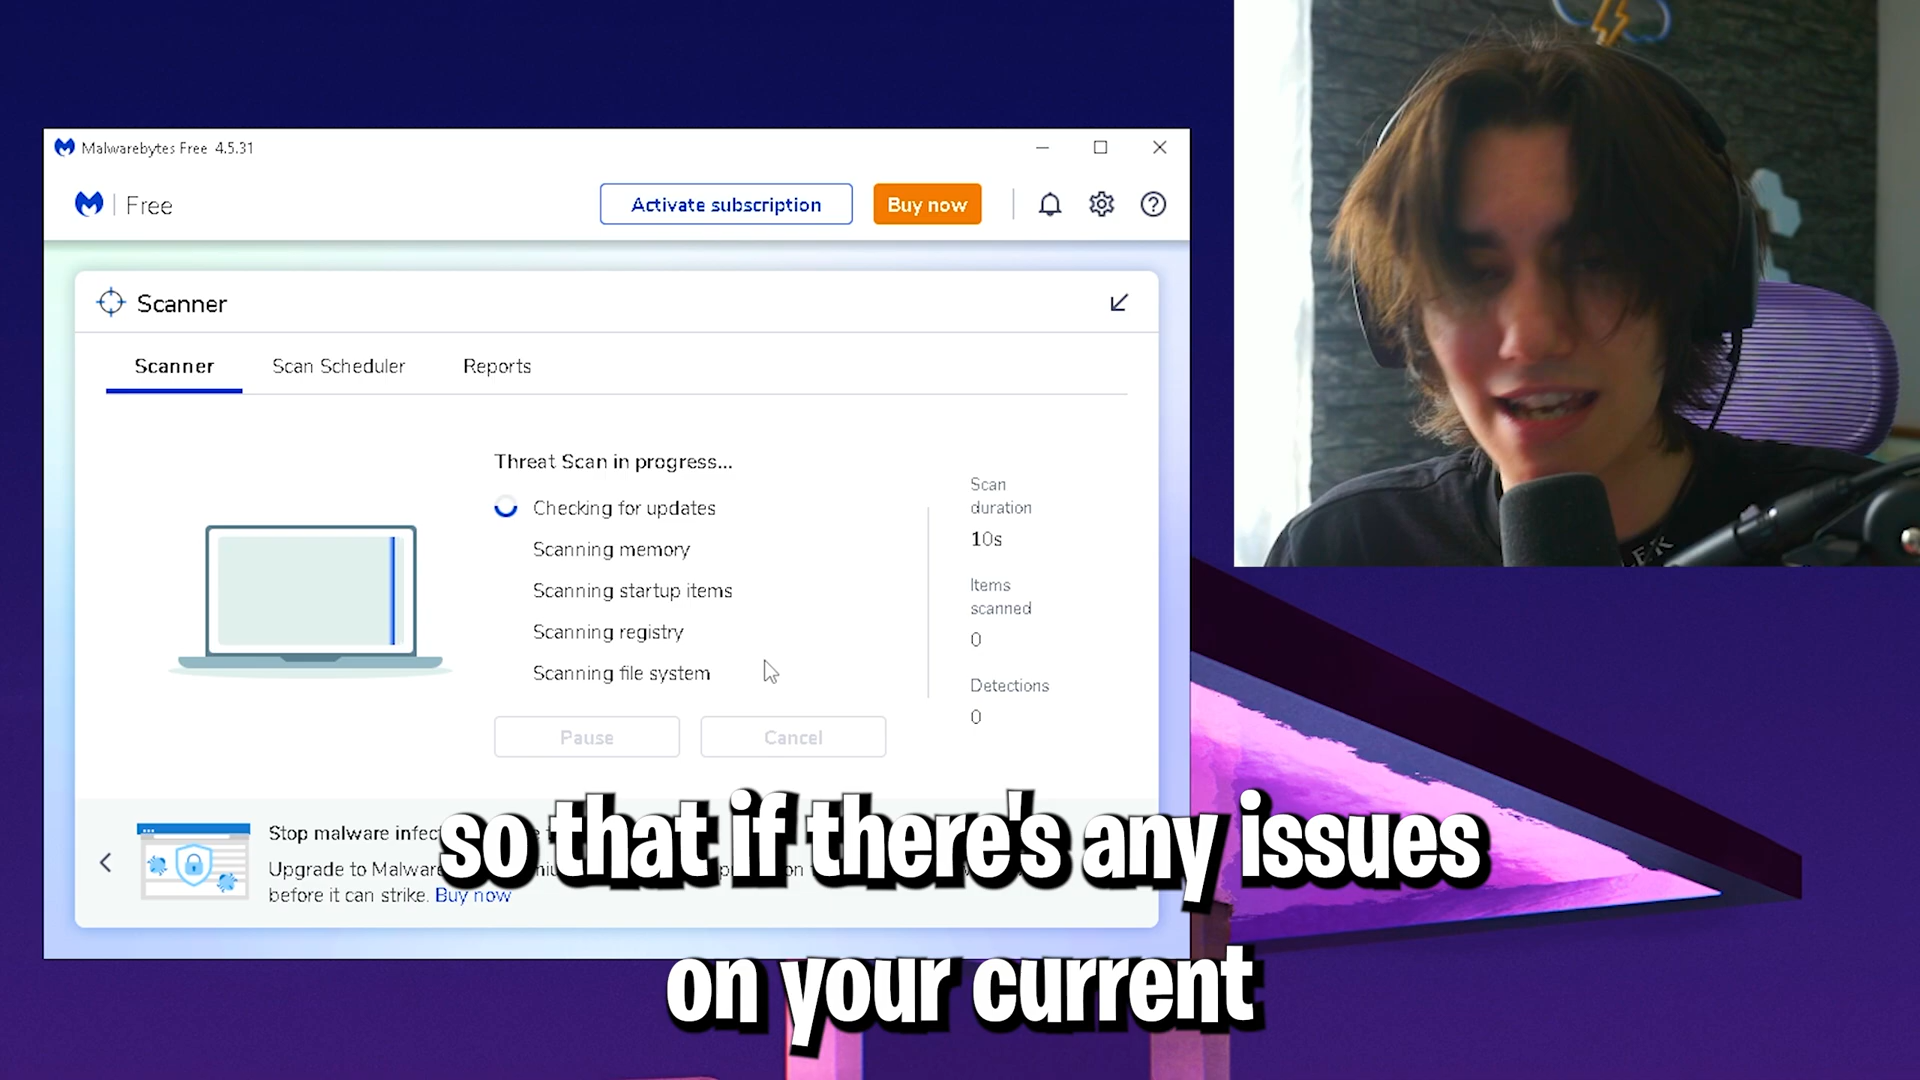 Malwarebytes Free 4.5.31
Free
Activate subscription
Buy now
Scanner
Scanner
Scan Scheduler
Reports
Threat Scan in progress...
Checking for updates
Scanning memory
Scanning startup items
Scanning registry
Scanning file system
Pause
Cancel
Scan
duration
10s
Items
scanned
0
Detections
0
Stop malware
Upgrade to
before it can strike. Buy now
so that if there's any issues
on your current